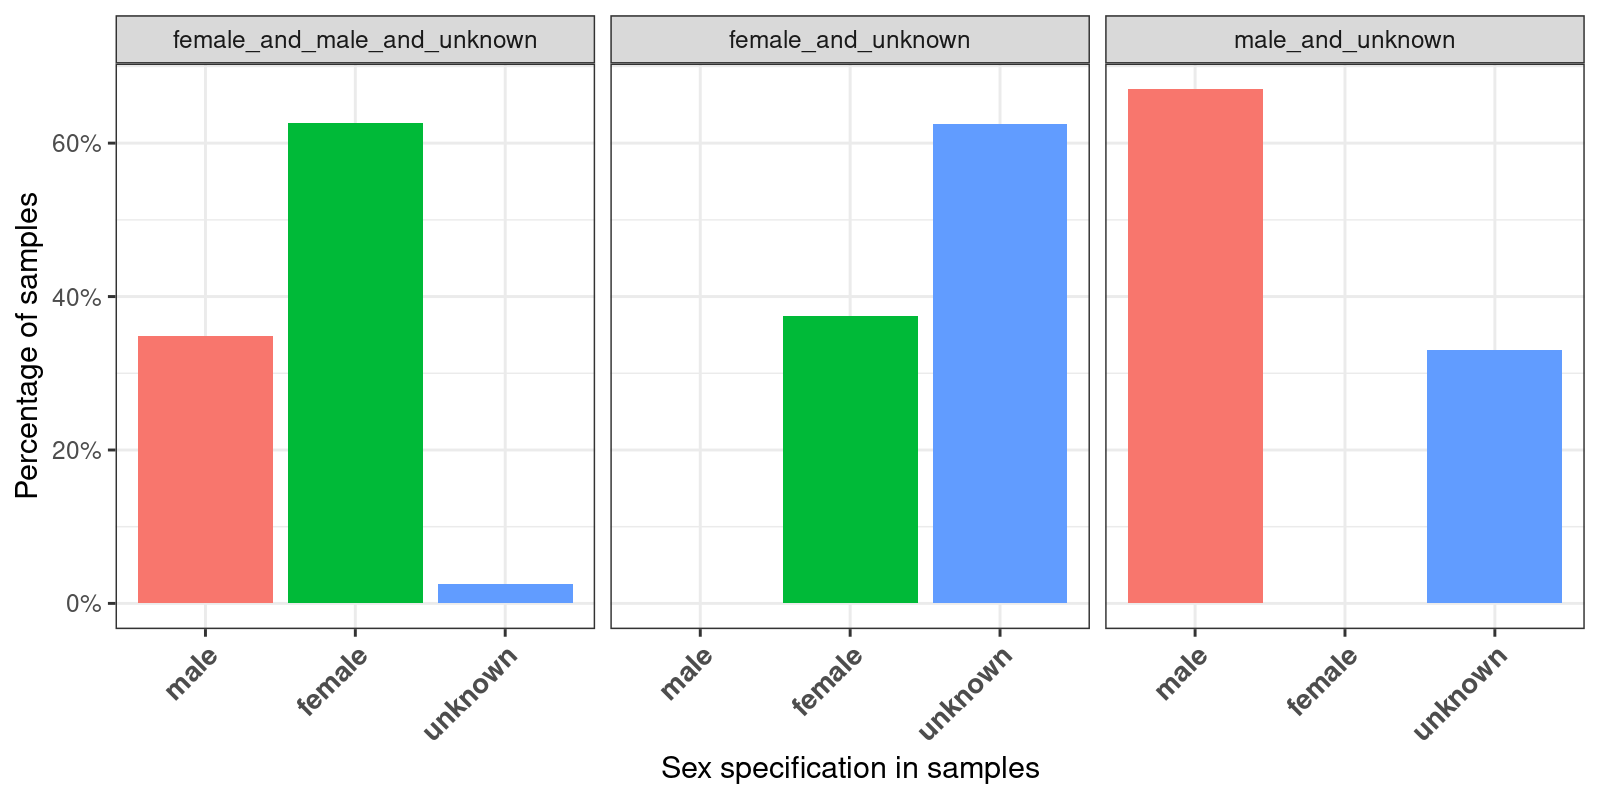 female_and_male_and_unknown
female_and_unknown
male_and_unknown
Percentage of samples
60%
40%
20%
0%
male
female
unknown
male
female
unknown
male
female
unknown
Sex specification in samples